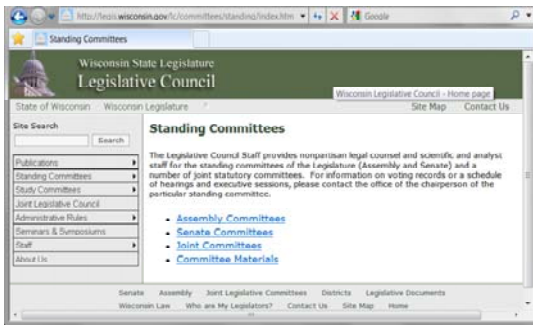 http://legis.wisconsin.gov/lc/committees/standing/index.htm
Google
Standing Committees
Wisconsin State Legislature
Legislative Council
Wisconsin Legislative Council - Home page
State of Wisconsin Wisconsin Legislature Site Map Contact Us
Site Search
Search
Publications
Standing Committees
Study Committees
Joint Legislative Council
Administrative Rules
Seminars & Symposiums
Staff
About Us
Standing Committees
The Legislative Council Staff provides nonpartisan legal counsel and scientific and analyst
staff for the standing committees of the Legislature (Assembly and Senate) and a
number of joint statutory committees. For information on voting records or a schedule
of hearings and executive sessions, please contact the office of the chairperson of the
particular standing committee.
Assembly Committees
Senate Committees
Joint Committees
Committee Materials
Senate Assembly Joint Legislative Committees Districts Legislative Documents
Wisconsin Law Who are My Legislators? Contact Us Site Map Home